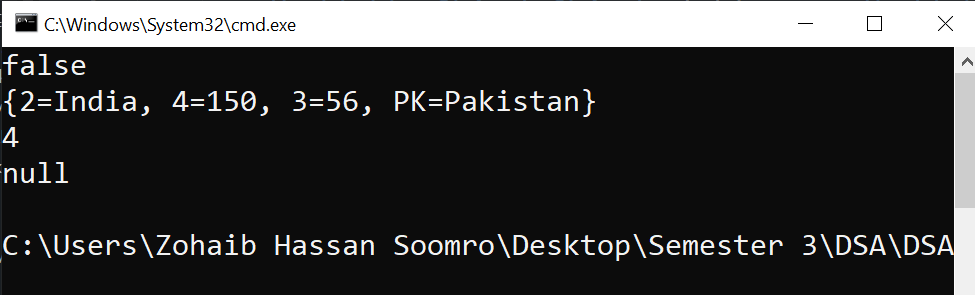 C:\Windows\System32\cmd.exe
false
{2=India, 4=150, 3=56, PK=Pakistan}
4
null
C:\Users\Zohaib Hassan Soomro\Desktop\Semester 3\DSA\DSA